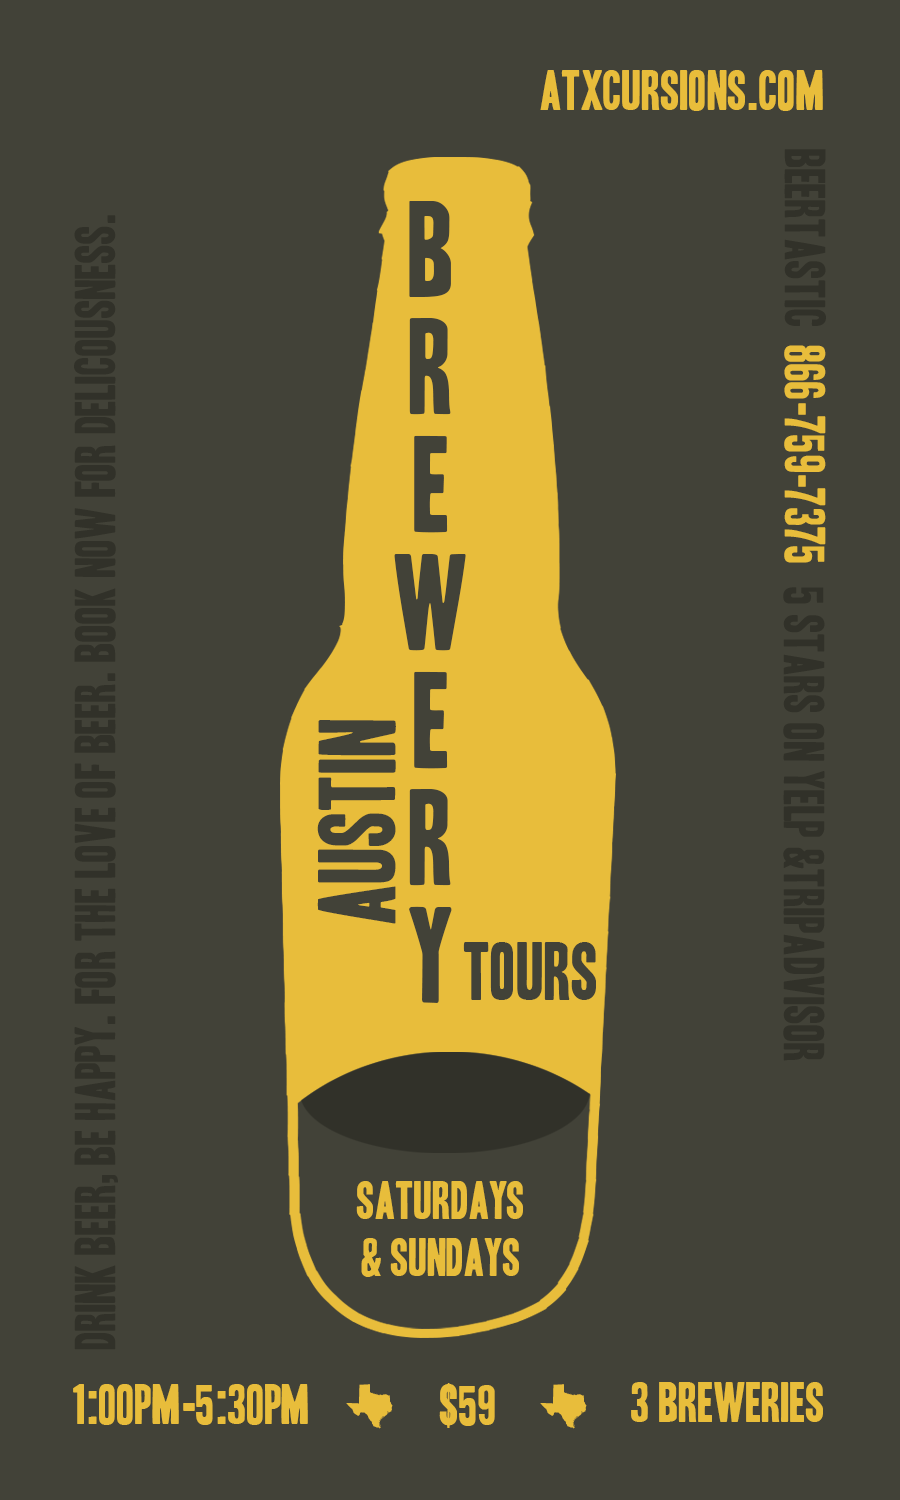 ATXCURSIONS.COM
BEERTASTIC 866-759-7375 5 STARS ON YELP & TRIPADVISOR
DRINK BEER, BE HAPPY. FOR THE LOVE OF BEER. BOOK NOW FOR DELICOUSNESS.
AUSTIN
BREWERY
TOURS
SATURDAYS
& SUNDAYS
1:00PM-5:30PM $59 3 BREWERIES